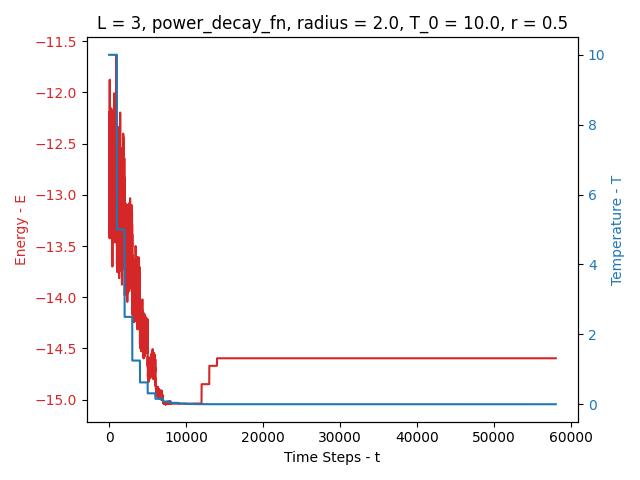 L = 3, power_decay_fn, radius = 2.0, T_0 = 10.0, r = 0.5
−11.5
−12.0
−12.5
−13.0
−13.5
−14.0
−14.5
−15.0
Energy - E
10
8
6
4
2
0
Temperature - T
0 10000 20000 30000 40000 50000 60000
Time Steps - t